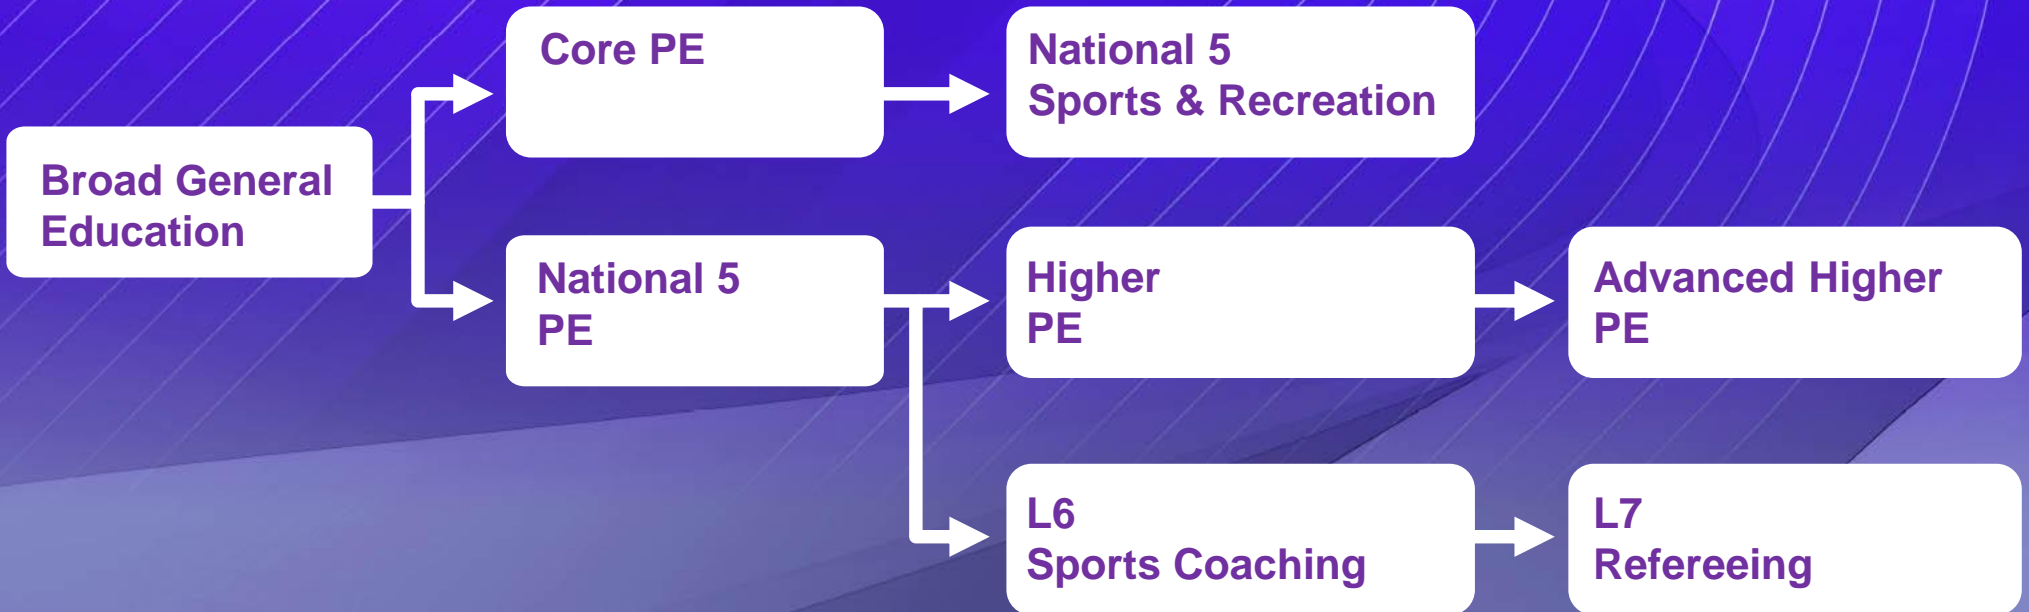 Broad General
Education
Core PE
National 5
Sports & Recreation
National 5
PE
Higher
PE
Advanced Higher
PE
L6
Sports Coaching
L7
Refereeing